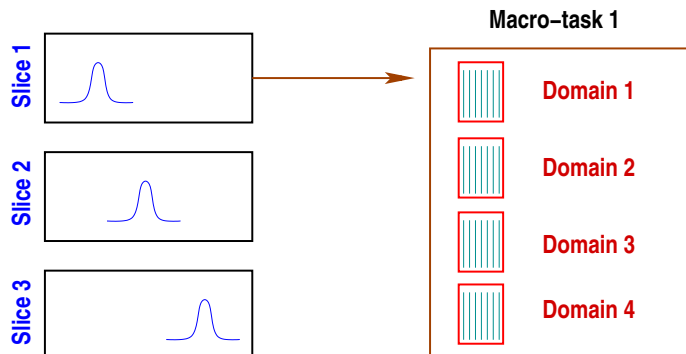 Macro–task 1
Slice 1
Domain 1
Slice 2
Domain 2
Domain 3
Slice 3
Domain 4